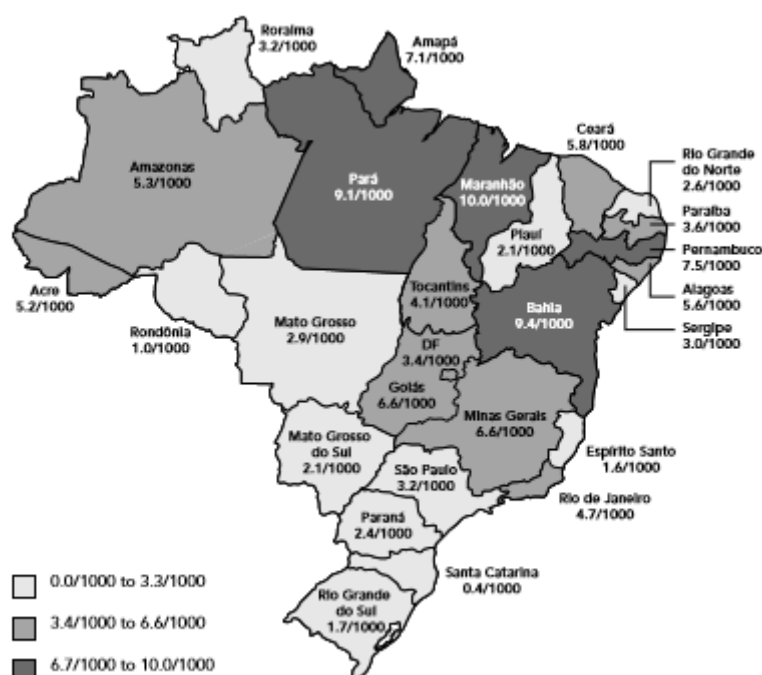 Roraima
3.2/1000
Amapá
7.1/1000
Ceará
5.8/1000
Rio Grande
do Norte
2.6/1000
Amazonas
5.3/1000
Pará
9.1/1000
Maranhão
10.0/1000
Paraíba
3.6/1000
Piauí
2.1/1000
Pernambuco
7.5/1000
Acre
5.2/1000
Tocantins
4.1/1000
Alagoas
5.6/1000
Rondônia
1.0/1000
Mato Grosso
2.9/1000
Bahia
9.4/1000
Sergipe
3.0/1000
DF
3.4/1000
Goiás
6.6/1000
Minas Gerais
6.6/1000
Mato Grosso
do Sul
2.1/1000
São Paulo
3.2/1000
Espírito Santo
1.6/1000
Rio de Janeiro
4.7/1000
Paraná
2.4/1000
Santa Catarina
0.4/1000
Rio Grande
do Sul
1.7/1000
0.0/1000 to 3.3/1000
3.4/1000 to 6.6/1000
6.7/1000 to 10.0/1000